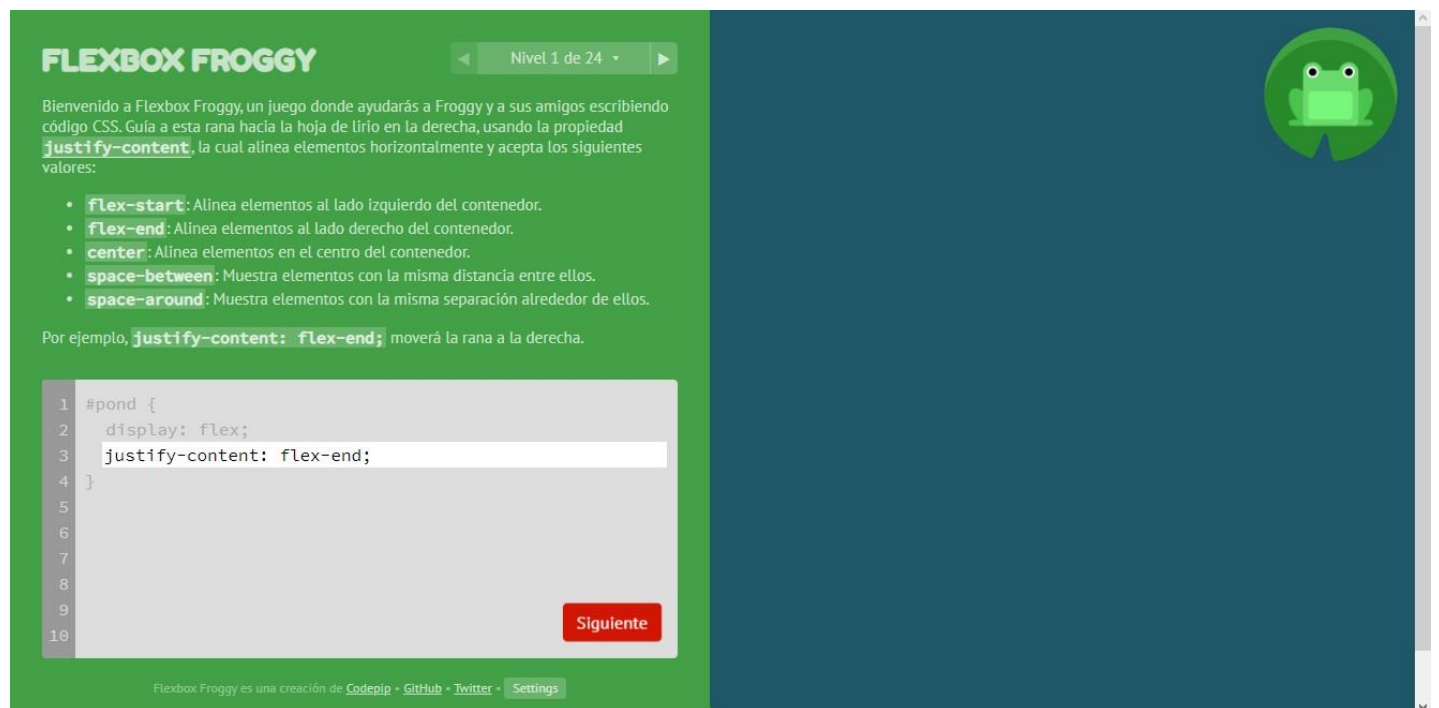 FLEXBOX FROGGY
◀ Nivel 1 de 24 ▾ ▶
Bienvenido a Flexbox Froggy, un juego donde ayudarás a Froggy y a sus amigos escribiendo
código CSS. Guía a esta rana hacia la hoja de lirio en la derecha, usando la propiedad
justify-content, la cual alinea elementos horizontalmente y acepta los siguientes
valores:
• flex-start: Alinea elementos al lado izquierdo del contenedor.
• flex-end: Alinea elementos al lado derecho del contenedor.
• center: Alinea elementos en el centro del contenedor.
• space-between: Muestra elementos con la misma distancia entre ellos.
• space-around: Muestra elementos con la misma separación alrededor de ellos.
Por ejemplo, justify-content: flex-end; moverá la rana a la derecha.
1 #pond {
2 display: flex;
3 justify-content: flex-end;
4 }
5
6
7
8
9
10
Siguiente
Flexbox Froggy es una creación de Codepip • GitHub • Twitter • Settings